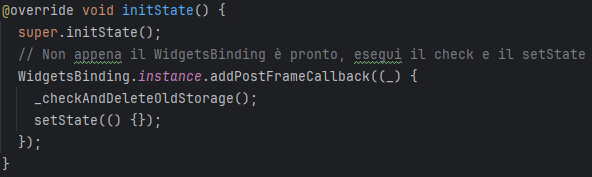 @override void initState() {
super.initState();
// Non appena il WidgetsBinding è pronto, esegui il check e il setState
WidgetsBinding.instance.addPostFrameCallback((_) {
_checkAndDeleteOldStorage();
setState(() {});
});
}